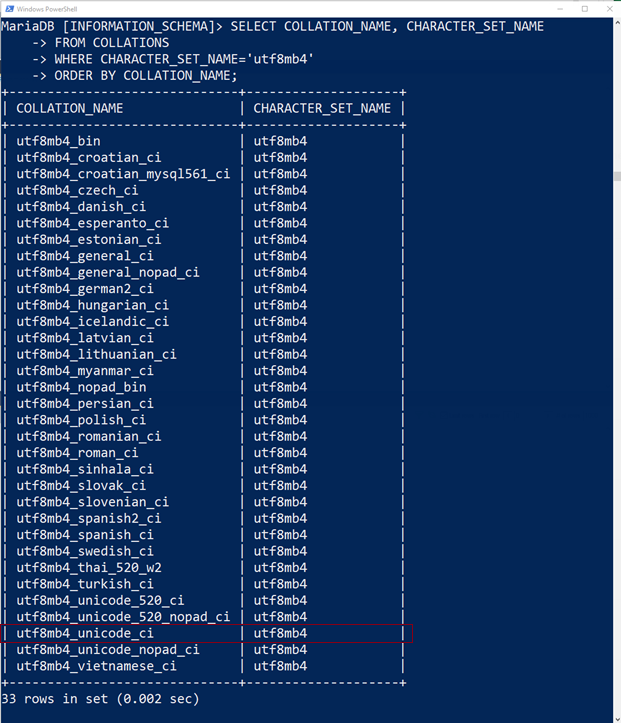 Windows PowerShell
MariaDB [INFORMATION_SCHEMA]> SELECT COLLATION_NAME, CHARACTER_SET_NAME
    -> FROM COLLATIONS
    -> WHERE CHARACTER_SET_NAME='utf8mb4'
    -> ORDER BY COLLATION_NAME;
+------------------------------+--------------------+
| COLLATION_NAME               | CHARACTER_SET_NAME |
+------------------------------+--------------------+
| utf8mb4_bin                  | utf8mb4            |
| utf8mb4_croatian_ci          | utf8mb4            |
| utf8mb4_croatian_mysql561_ci | utf8mb4            |
| utf8mb4_czech_ci             | utf8mb4            |
| utf8mb4_danish_ci            | utf8mb4            |
| utf8mb4_esperanto_ci         | utf8mb4            |
| utf8mb4_estonian_ci          | utf8mb4            |
| utf8mb4_general_ci           | utf8mb4            |
| utf8mb4_general_nopad_ci     | utf8mb4            |
| utf8mb4_german2_ci           | utf8mb4            |
| utf8mb4_hungarian_ci         | utf8mb4            |
| utf8mb4_icelandic_ci         | utf8mb4            |
| utf8mb4_latvian_ci           | utf8mb4            |
| utf8mb4_lithuanian_ci        | utf8mb4            |
| utf8mb4_myanmar_ci           | utf8mb4            |
| utf8mb4_nopad_bin            | utf8mb4            |
| utf8mb4_persian_ci           | utf8mb4            |
| utf8mb4_polish_ci            | utf8mb4            |
| utf8mb4_romanian_ci          | utf8mb4            |
| utf8mb4_roman_ci             | utf8mb4            |
| utf8mb4_sinhala_ci           | utf8mb4            |
| utf8mb4_slovak_ci            | utf8mb4            |
| utf8mb4_slovenian_ci         | utf8mb4            |
| utf8mb4_spanish2_ci          | utf8mb4            |
| utf8mb4_spanish_ci           | utf8mb4            |
| utf8mb4_swedish_ci           | utf8mb4            |
| utf8mb4_thai_520_w2          | utf8mb4            |
| utf8mb4_turkish_ci           | utf8mb4            |
| utf8mb4_unicode_520_ci       | utf8mb4            |
| utf8mb4_unicode_520_nopad_ci | utf8mb4            |
| utf8mb4_unicode_ci           | utf8mb4            |
| utf8mb4_unicode_nopad_ci     | utf8mb4            |
| utf8mb4_vietnamese_ci        | utf8mb4            |
+------------------------------+--------------------+
33 rows in set (0.002 sec)